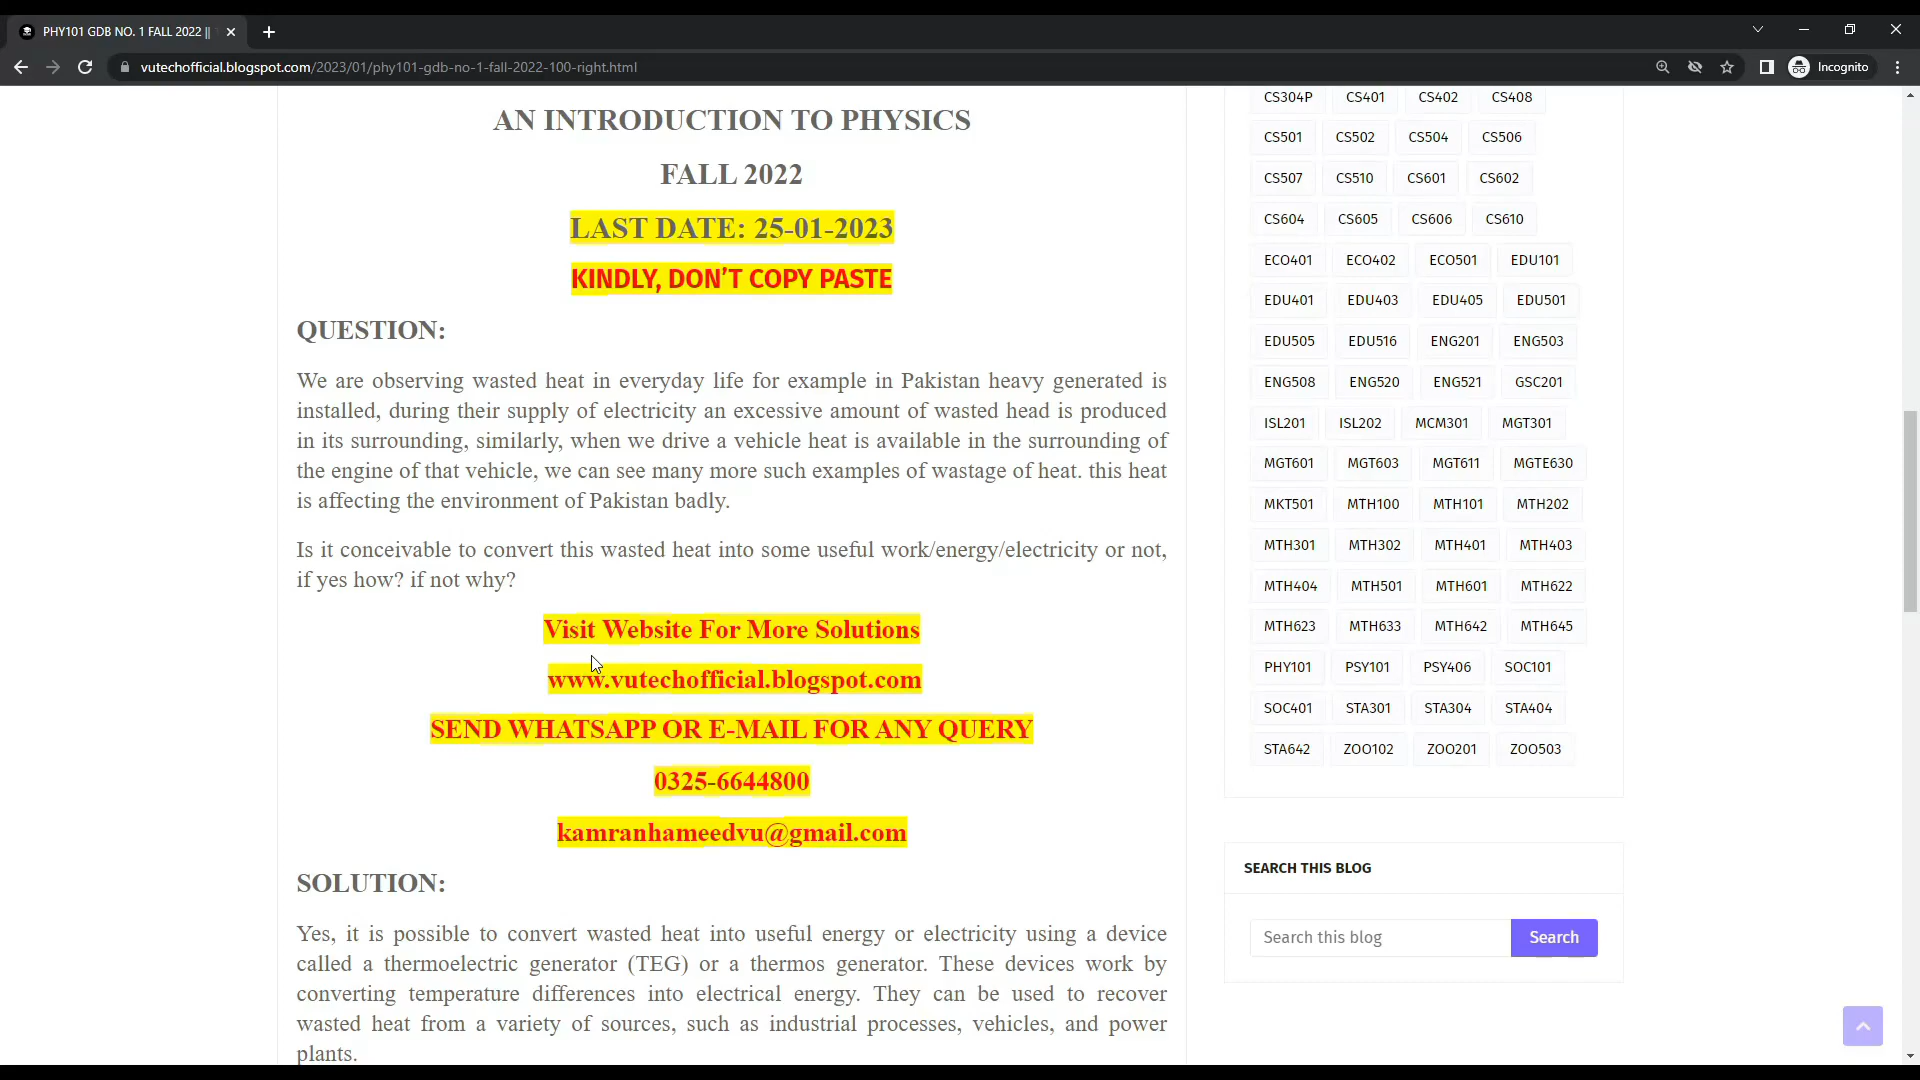 PHY101 GDB NO. 1 FALL 2022 ||
vutechofficial.blogspot.com/2023/01/phy101-gdb-no-1-fall-2022-100-right.html
Incognito
AN INTRODUCTION TO PHYSICS
FALL 2022
LAST DATE: 25-01-2023
KINDLY, DON’T COPY PASTE
QUESTION:
We are observing wasted heat in everyday life for example in Pakistan heavy generated is
installed, during their supply of electricity an excessive amount of wasted head is produced
in its surrounding, similarly, when we drive a vehicle heat is available in the surrounding of
the engine of that vehicle, we can see many more such examples of wastage of heat. this heat
is affecting the environment of Pakistan badly.
Is it conceivable to convert this wasted heat into some useful work/energy/electricity or not,
if yes how? if not why?
Visit Website For More Solutions
www.vutechofficial.blogspot.com
SEND WHATSAPP OR E-MAIL FOR ANY QUERY
0325-6644800
kamranhameedvu@gmail.com
SOLUTION:
Yes, it is possible to convert wasted heat into useful energy or electricity using a device
called a thermoelectric generator (TEG) or a thermos generator. These devices work by
converting temperature differences into electrical energy. They can be used to recover
wasted heat from a variety of sources, such as industrial processes, vehicles, and power
plants.
CS304P CS401 CS402 CS408
CS501 CS502 CS504 CS506
CS507 CS510 CS601 CS602
CS604 CS605 CS606 CS610
ECO401 ECO402 ECO501 EDU101
EDU401 EDU403 EDU405 EDU501
EDU505 EDU516 ENG201 ENG503
ENG508 ENG520 ENG521 GSC201
ISL201 ISL202 MCM301 MGT301
MGT601 MGT603 MGT611 MGTE630
MKT501 MTH100 MTH101 MTH202
MTH301 MTH302 MTH401 MTH403
MTH404 MTH501 MTH601 MTH622
MTH623 MTH633 MTH642 MTH645
PHY101 PSY101 PSY406 SOC101
SOC401 STA301 STA304 STA404
STA642 ZOO102 ZOO201 ZOO503
SEARCH THIS BLOG
Search this blog Search